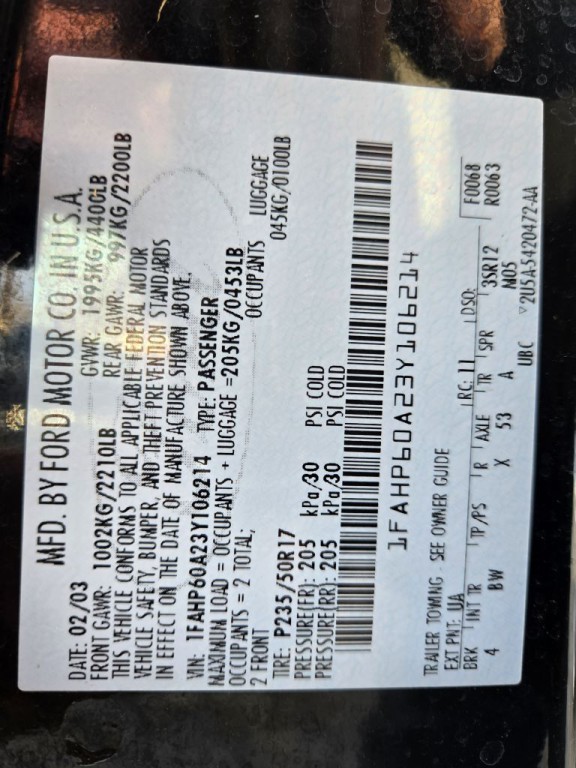 MFD. BY FORD MOTOR CO. IN U.S.A.
DATE: 02/03 GVWR: 1995KG/4400LB
FRONT GAWR: 1002KG/2210LB REAR GAWR: 997KG/2200LB
THIS VEHICLE CONFORMS TO ALL APPLICABLE FEDERAL MOTOR
VEHICLE SAFETY, BUMPER, AND THEFT PREVENTION STANDARDS
IN EFFECT ON THE DATE OF MANUFACTURE SHOWN ABOVE.
VIN: 1FAHP60A23Y106214 TYPE: PASSENGER
MAXIMUM LOAD = OCCUPANTS + LUGGAGE =205KG/0453LB
OCCUPANTS = 2 TOTAL; OCCUPANTS LUGGAGE
2 FRONT 045KG/0100LB
TIRE: P235/50R17
PRESSURE(FR): 205 kPa/30 PSI COLD
PRESSURE(RR): 205 kPa/30 PSI COLD
1FAHP60A23Y106214
TRAILER TOWING - SEE OWNER GUIDE
EXT PNT: UA RC: 11 DSO: F0068
BRK INT TR TP/PS R AXLE TR SPR R0063
4 BW X 53 A 3SR12
M05
UBC ▽2U5A-5420472-AA